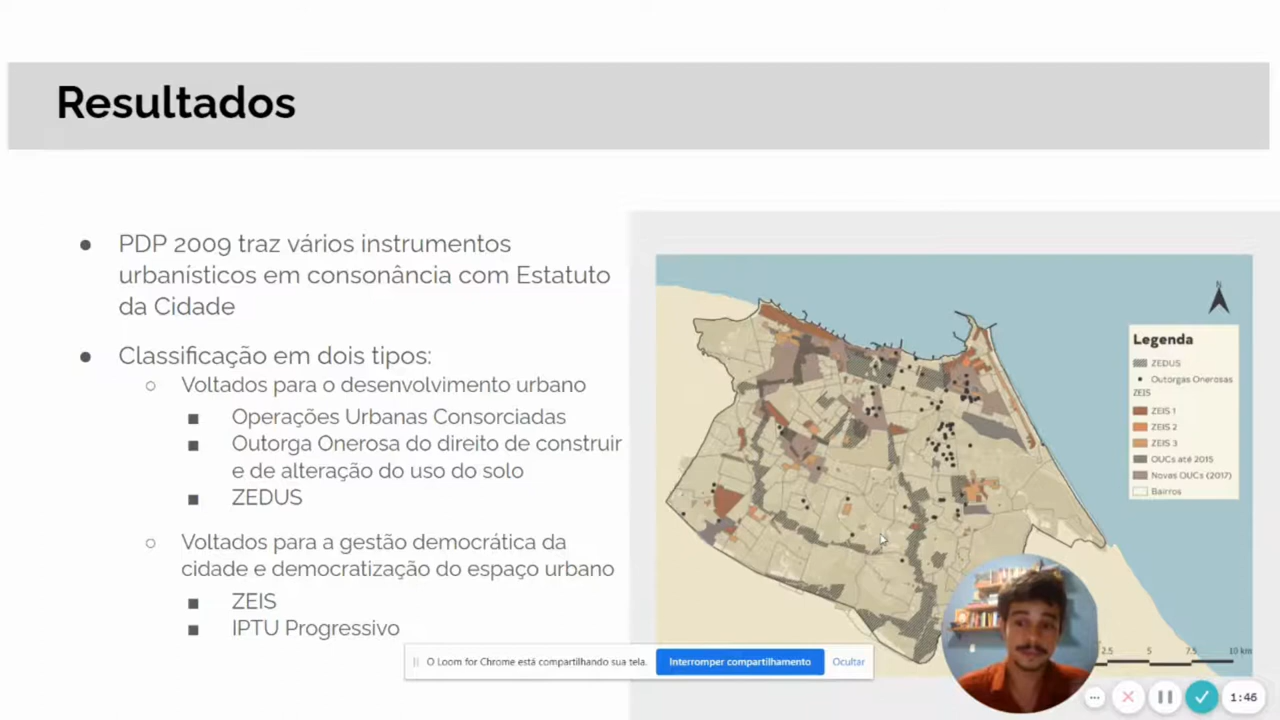 Resultados
● PDP 2009 traz vários instrumentos
urbanísticos em consonância com Estatuto
da Cidade
● Classificação em dois tipos:
○ Voltados para o desenvolvimento urbano
■ Operações Urbanas Consorciadas
■ Outorga Onerosa do direito de construir
e de alteração do uso do solo
■ ZEDUS
○ Voltados para a gestão democrática da
cidade e democratização do espaço urbano
■ ZEIS
■ IPTU Progressivo
N
Legenda
ZEDUS
Outorgas Onerosas
ZEIS
ZEIS 1
ZEIS 2
ZEIS 3
OUCs até 2015
Novas OUCs (2017)
Bairros
2.5 5 7.5 10 km
O Loom for Chrome está compartilhando sua tela. Interromper compartilhamento Ocultar
1:46